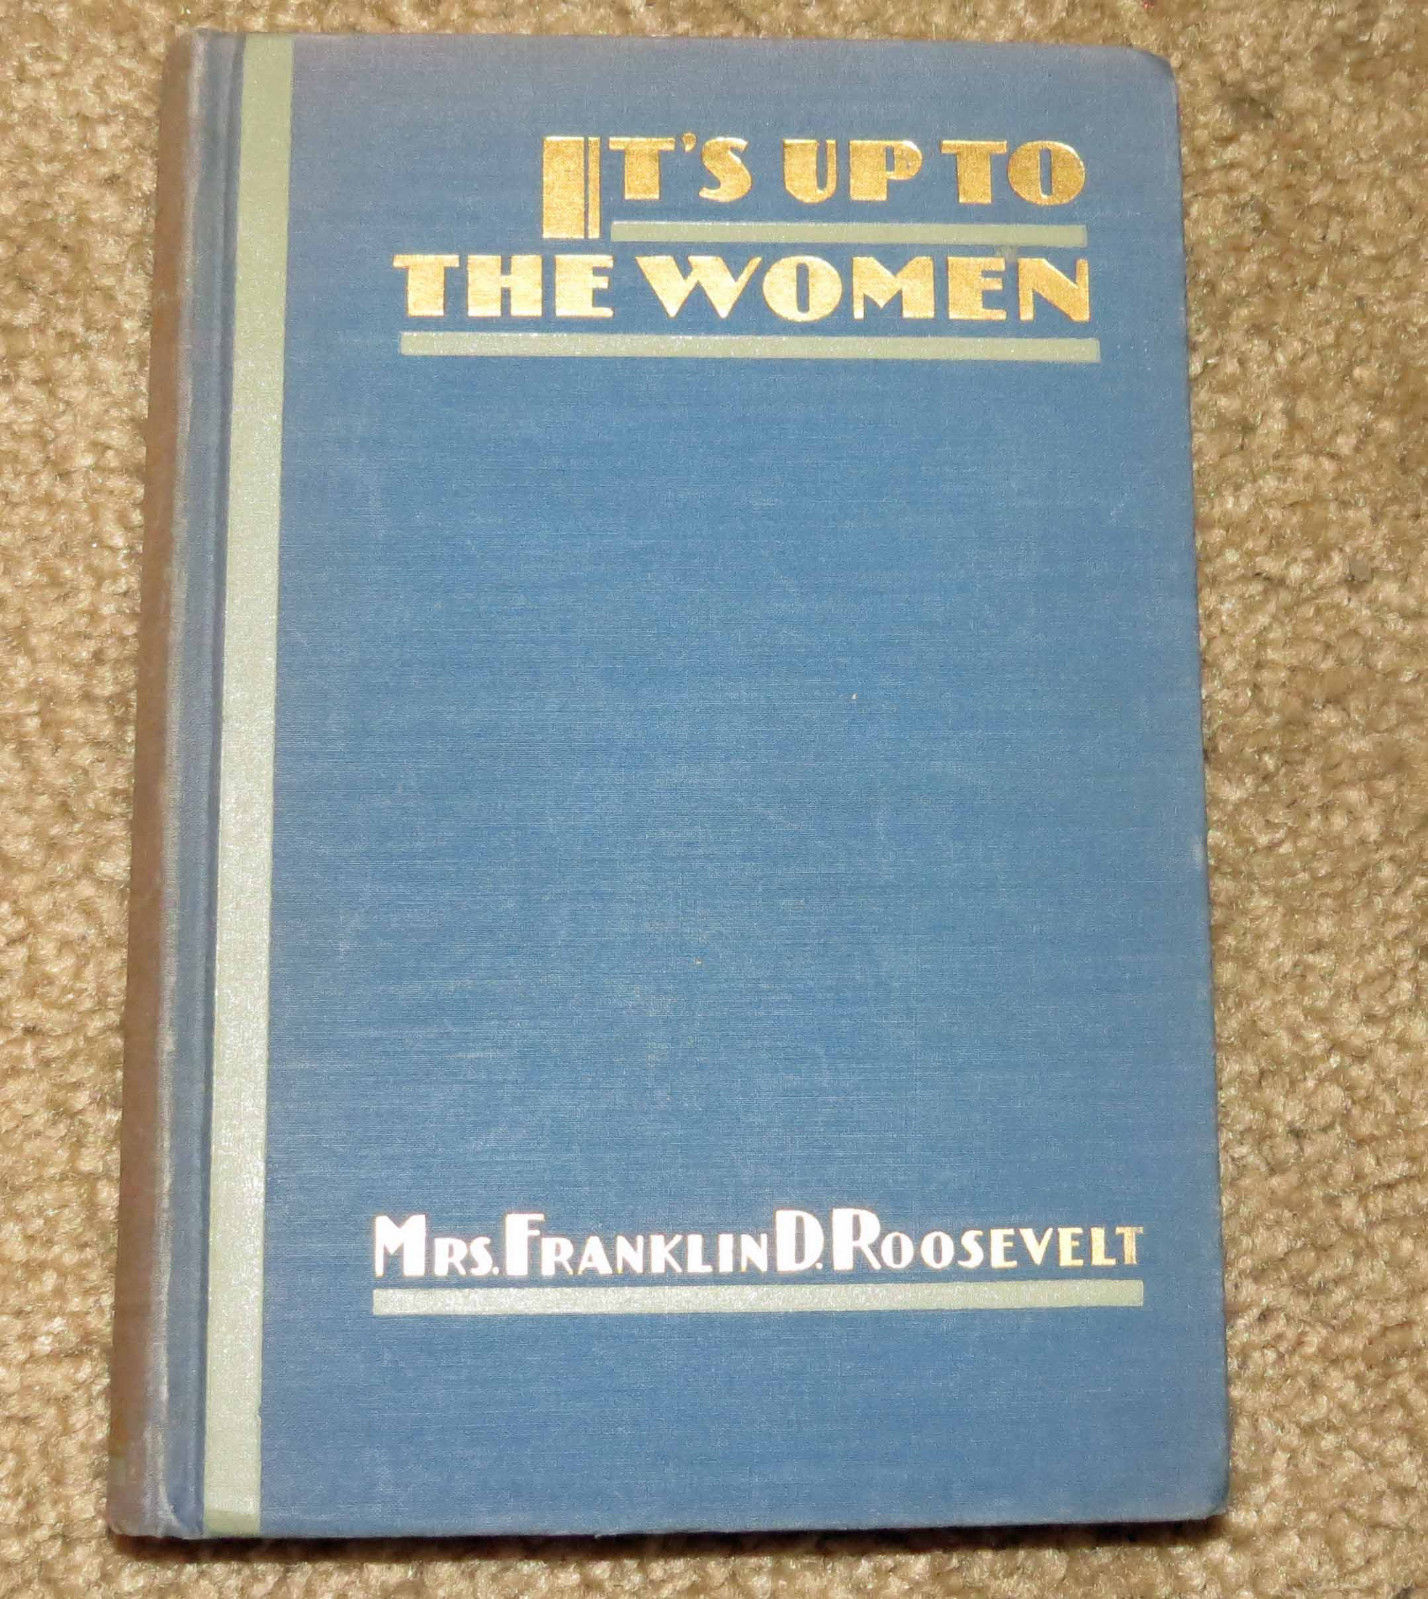 IT'S UP TO
THE WOMEN
MRS. FRANKLIN D. ROOSEVELT